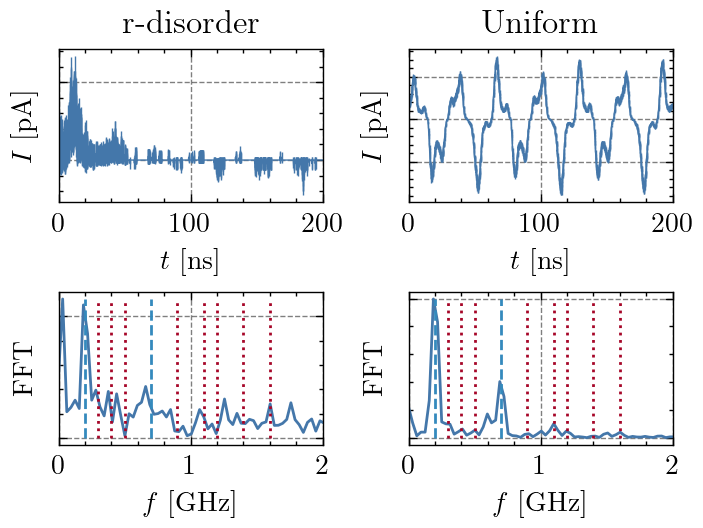 r-disorder
Uniform
I [pA]
I [pA]
0 100 200
0 100 200
t [ns]
t [ns]
FFT
FFT
0 1 2
0 1 2
f [GHz]
f [GHz]